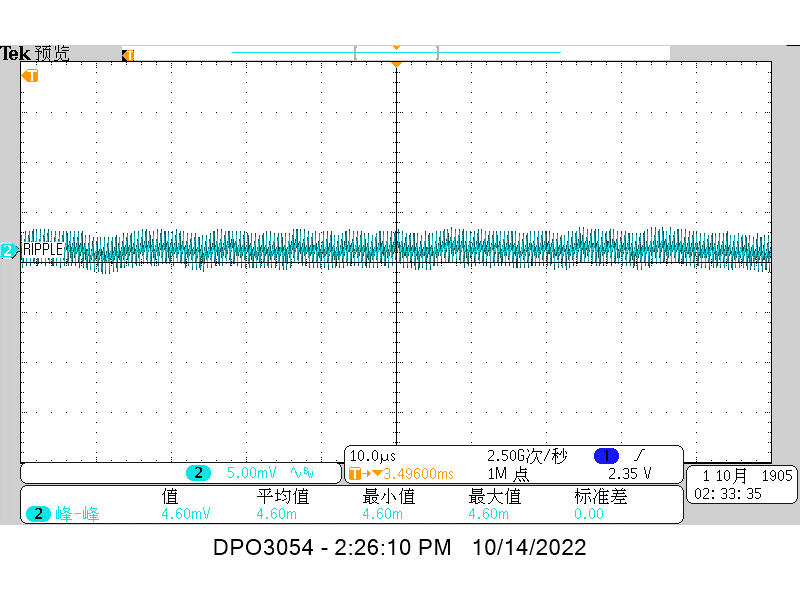 Tek 预览
T
T
2 RIPPLE
10.0μs 2.50G次/秒 1
2 5.00mV BW T→▼3.49600ms 1M 点 2.35 V
1 10月 1905
02:33:35
值 平均值 最小值 最大值 标准差
2 峰-峰 4.60mV 4.60m 4.60m 4.60m 0.00
DPO3054 - 2:26:10 PM 10/14/2022